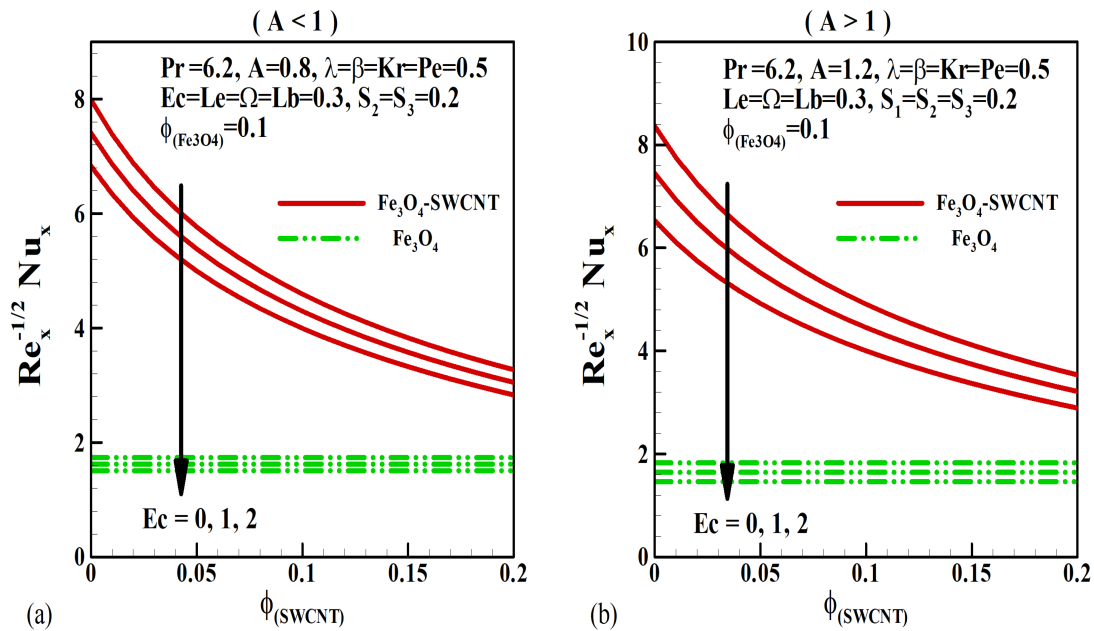 ( A < 1 )
Pr =6.2, A=0.8, λ=β=Kr=Pe=0.5
Ec=Le=Ω=Lb=0.3, S₂=S₃=0.2
ϕ(Fe3O4)=0.1
Fe₃O₄-SWCNT
Fe₃O₄
Ec = 0, 1, 2
Reₓ⁻¹/² Nuₓ
8
6
4
2
0
0
0.05
0.1
0.15
0.2
ϕ(SWCNT)
(a)
( A > 1 )
Pr =6.2, A=1.2, λ=β=Kr=Pe=0.5
Le=Ω=Lb=0.3, S₁=S₂=S₃=0.2
ϕ(Fe3O4)=0.1
Fe₃O₄-SWCNT
Fe₃O₄
Ec = 0, 1, 2
Reₓ⁻¹/² Nuₓ
10
8
6
4
2
0
0
0.05
0.1
0.15
0.2
ϕ(SWCNT)
(b)